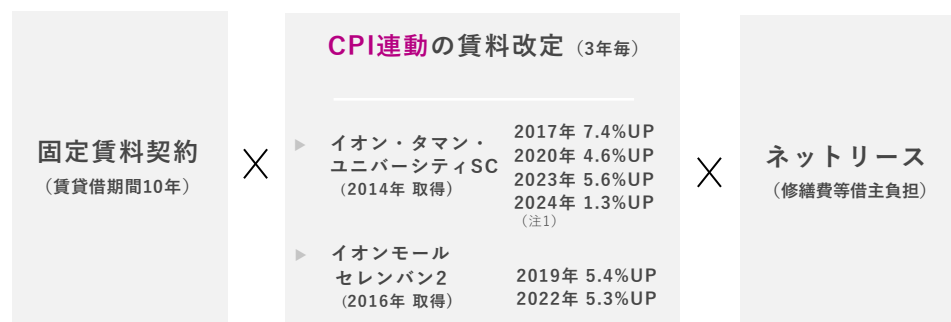 固定賃料契約
（賃貸借期間10年）
CPI連動の賃料改定（3年毎）
イオン・タマン・
ユニバーシティSC
（2014年 取得）
2017年 7.4%UP
2020年 4.6%UP
2023年 5.6%UP
2024年 1.3%UP
（注1）
イオンモール
セレンバン2
（2016年 取得）
2019年 5.4%UP
2022年 5.3%UP
ネットリース
（修繕費等借主負担）